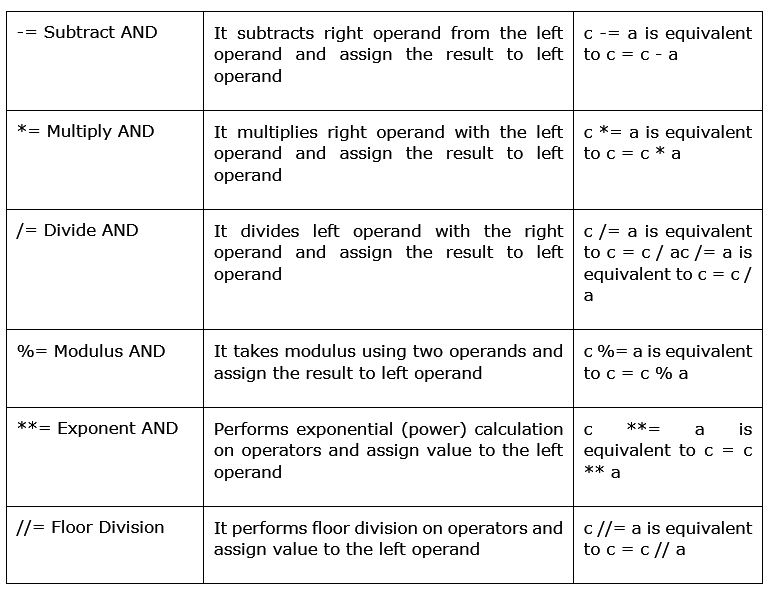 -= Subtract AND
It subtracts right operand from the left
operand and assign the result to left
operand
c -= a is equivalent
to c = c - a
*= Multiply AND
It multiplies right operand with the left
operand and assign the result to left
operand
c *= a is equivalent
to c = c * a
/= Divide AND
It divides left operand with the right
operand and assign the result to left
operand
c /= a is equivalent
to c = c / ac /= a is
equivalent to c = c /
a
%= Modulus AND
It takes modulus using two operands and
assign the result to left operand
c %= a is equivalent
to c = c % a
**= Exponent AND
Performs exponential (power) calculation
on operators and assign value to the left
operand
c **= a is
equivalent to c = c
** a
//= Floor Division
It performs floor division on operators and
assign value to the left operand
c //= a is equivalent
to c = c // a